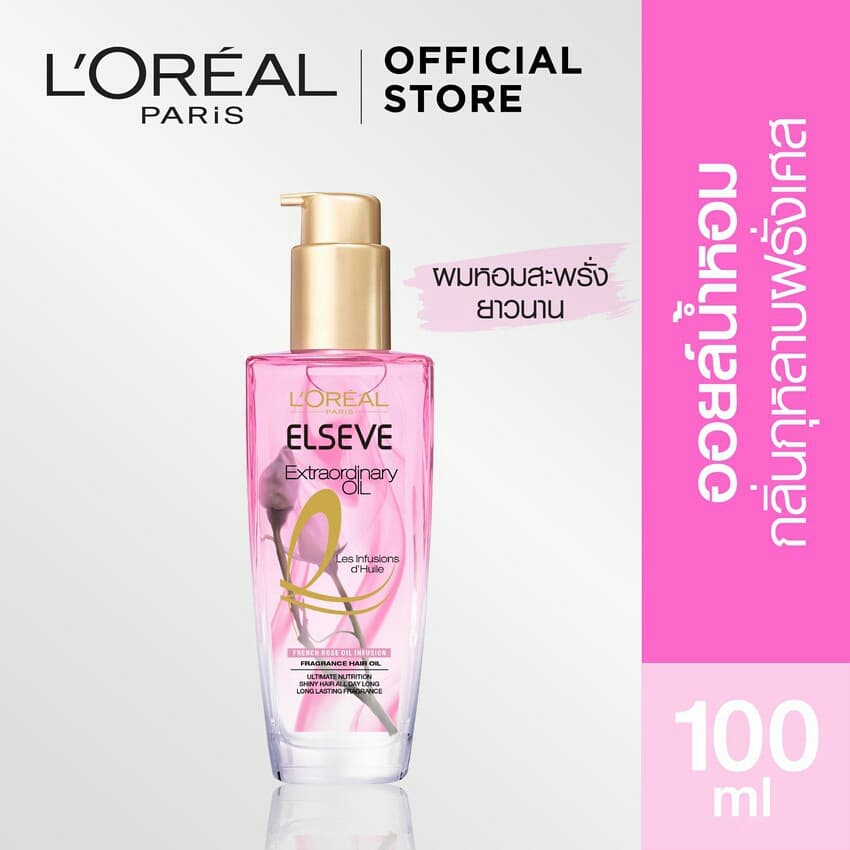 L'ORÉAL
PARiS
OFFICIAL
STORE
ผมหอมสะพรั่ง
ยาวนาน
L'ORÉAL
PARIS
ELSEVE
Extraordinary
OIL
Les Infusions
d'Huile
FRENCH ROSE OIL INFUSION
FRAGRANCE HAIR OIL
ULTIMATE NUTRITION
SHINY HAIR ALL DAY LONG
LONG LASTING FRAGRANCE
ออยล์น้ำหอม
กลิ่นกุหลาบฝรั่งเศส
100
ml